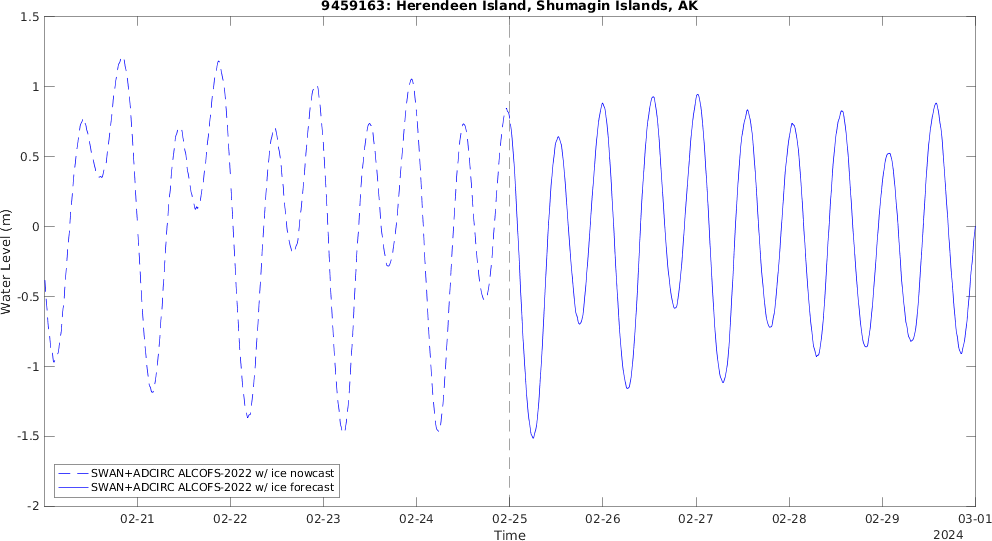 9459163: Herendeen Island, Shumagin Islands, AK
1.5
1
0.5
0
-0.5
-1
-1.5
-2
Water Level (m)
SWAN+ADCIRC ALCOFS-2022 w/ ice nowcast
SWAN+ADCIRC ALCOFS-2022 w/ ice forecast
02-21 02-22 02-23 02-24 02-25 02-26 02-27 02-28 02-29 03-01
Time
2024